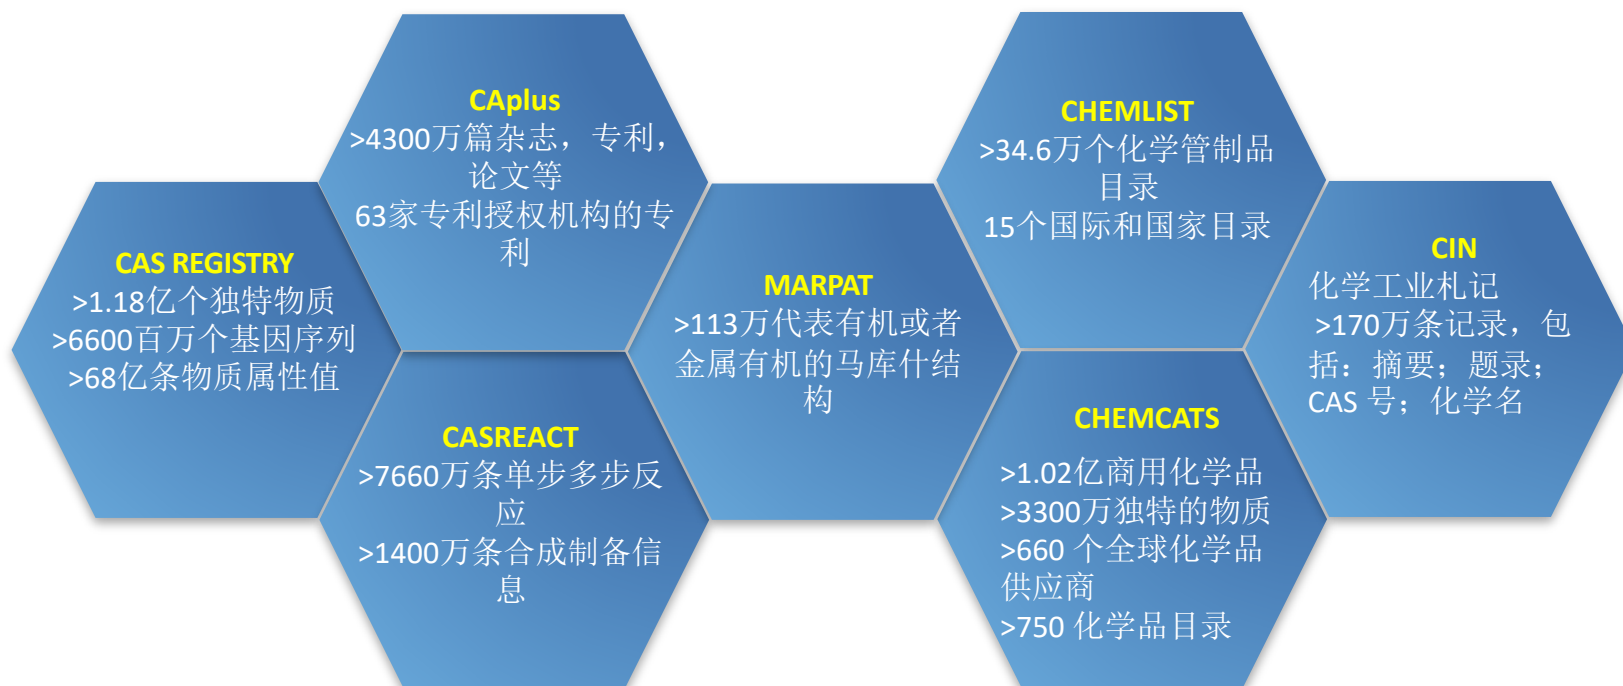 CAS REGISTRY
>1.18亿个独特物质
>6600百万个基因序列
>68亿条物质属性值
CAplus
>4300万篇杂志，专利，
论文等
63家专利授权机构的专
利
CASREACT
>7660万条单步多步反
应
>1400万条合成制备信
息
MARPAT
>113万代表有机或者
金属有机的马库什结
构
CHEMLIST
>34.6万个化学管制品
目录
15个国际和国家目录
CHEMCATS
>1.02亿商用化学品
>3300万独特的物质
>660 个全球化学品
供应商
>750 化学品目录
CIN
化学工业札记
>170万条记录，包
括：摘要；题录；
CAS 号；化学名